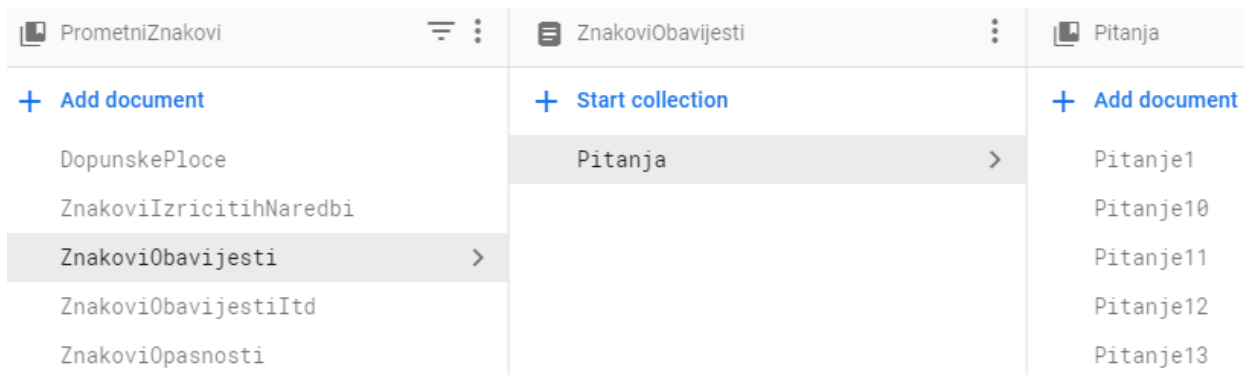 PrometniZnakovi
+ Add document
DopunskePloce
ZnakoviIzricitihNaredbi
ZnakoviObavijesti
ZnakoviObavijestiItd
ZnakoviOpasnosti
ZnakoviObavijesti
+ Start collection
Pitanja
Pitanja
+ Add document
Pitanje1
Pitanje10
Pitanje11
Pitanje12
Pitanje13